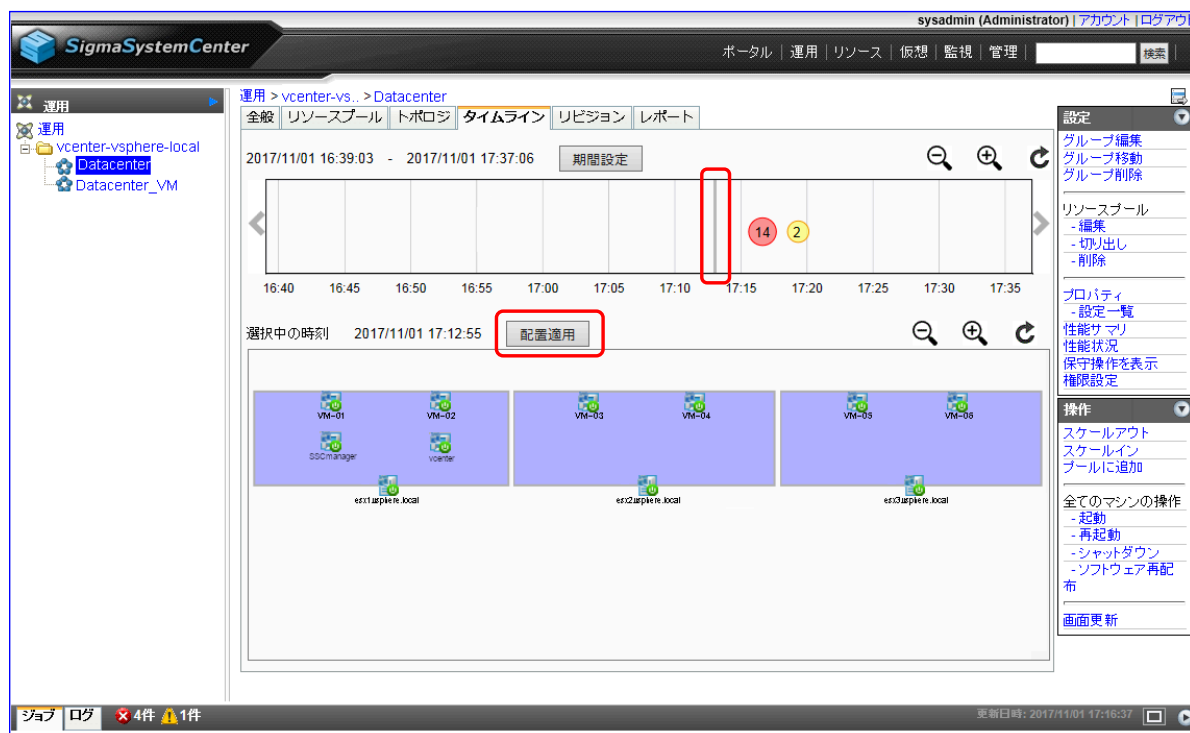 sysadmin (Administrator) | アカウント | ログアウ
SigmaSystemCenter
ポータル | 運用 | リソース | 仮想 | 監視 | 管理 |
検索
運用
運用
vcenter-vsphere-local
Datacenter
Datacenter_VM
運用 > vcenter-vs.. > Datacenter
全般 リソースプール トポロジ タイムライン リビジョン レポート
2017/11/01 16:39:03 - 2017/11/01 17:37:06 期間設定
14 2
16:40 16:45 16:50 16:55 17:00 17:05 17:10 17:15 17:20 17:25 17:30 17:35
選択中の時刻 2017/11/01 17:12:55 配置適用
VM-01 VM-02 VM-03 VM-04 VM-05 VM-06
SSCmanager vcenter
esx1.vsphere.local esx2.vsphere.local esx3.vsphere.local
設定
グループ編集
グループ移動
グループ削除
リソースプール
- 編集
- 切り出し
- 削除
プロパティ
- 設定一覧
性能サマリ
性能状況
保守操作を表示
権限設定
操作
スケールアウト
スケールイン
プールに追加
全てのマシンの操作
- 起動
- 再起動
- シャットダウン
- ソフトウェア再配
布
画面更新
ジョブ ログ 4件 1件
更新日時: 2017/11/01 17:16:37